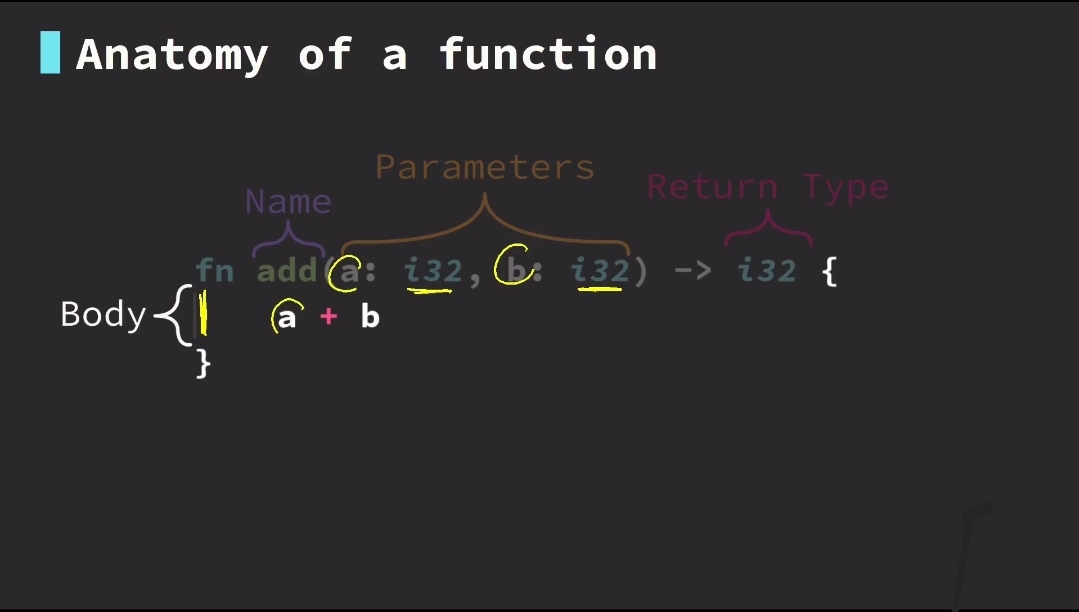 Anatomy of a function
Parameters
Name
Return Type
fn add(a: i32, b: i32) -> i32 {
Body
a + b
}